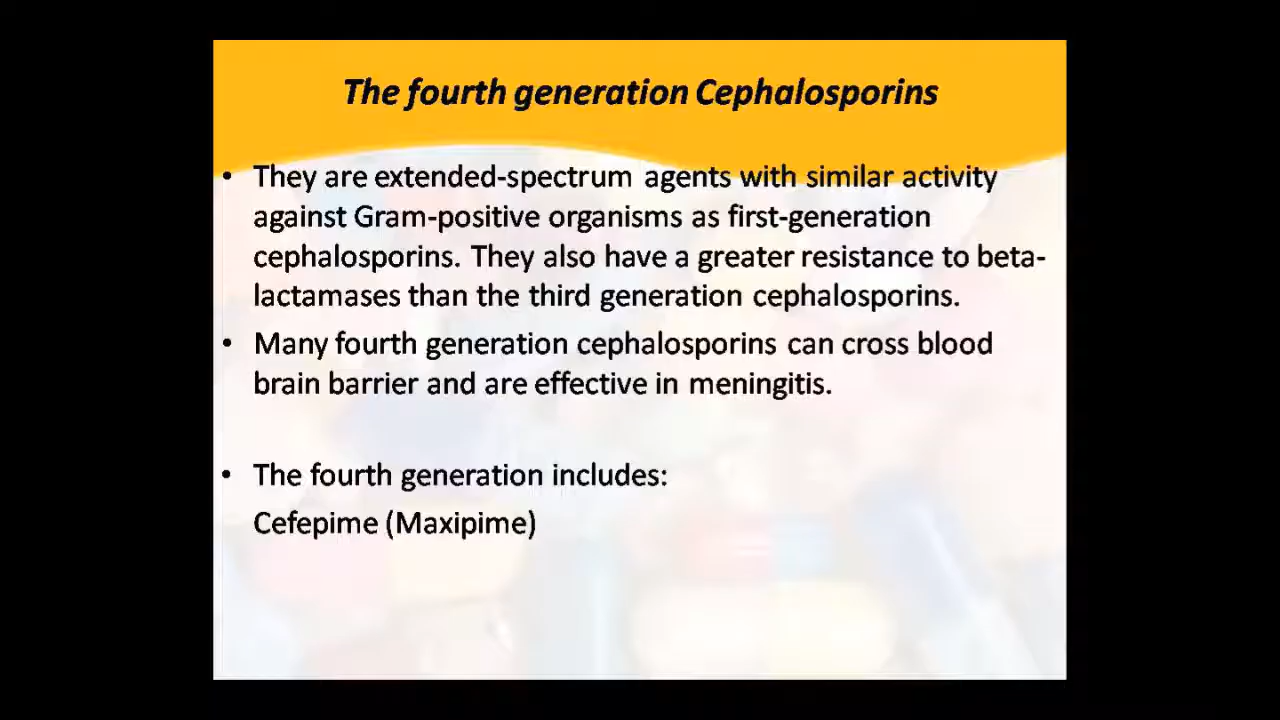 The fourth generation Cephalosporins
• They are extended-spectrum agents with similar activity
against Gram-positive organisms as first-generation
cephalosporins. They also have a greater resistance to beta-
lactamases than the third generation cephalosporins.
• Many fourth generation cephalosporins can cross blood
brain barrier and are effective in meningitis.
• The fourth generation includes:
Cefepime (Maxipime)